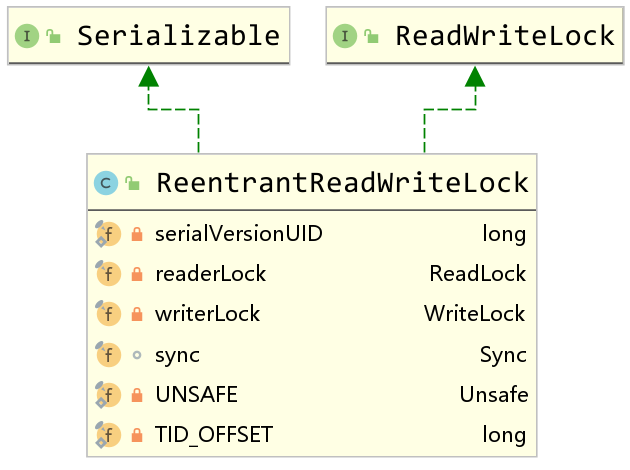 I Serializable
I ReadWriteLock
C ReentrantReadWriteLock
f serialVersionUID long
f readerLock ReadLock
f writerLock WriteLock
f sync Sync
f UNSAFE Unsafe
f TID_OFFSET long